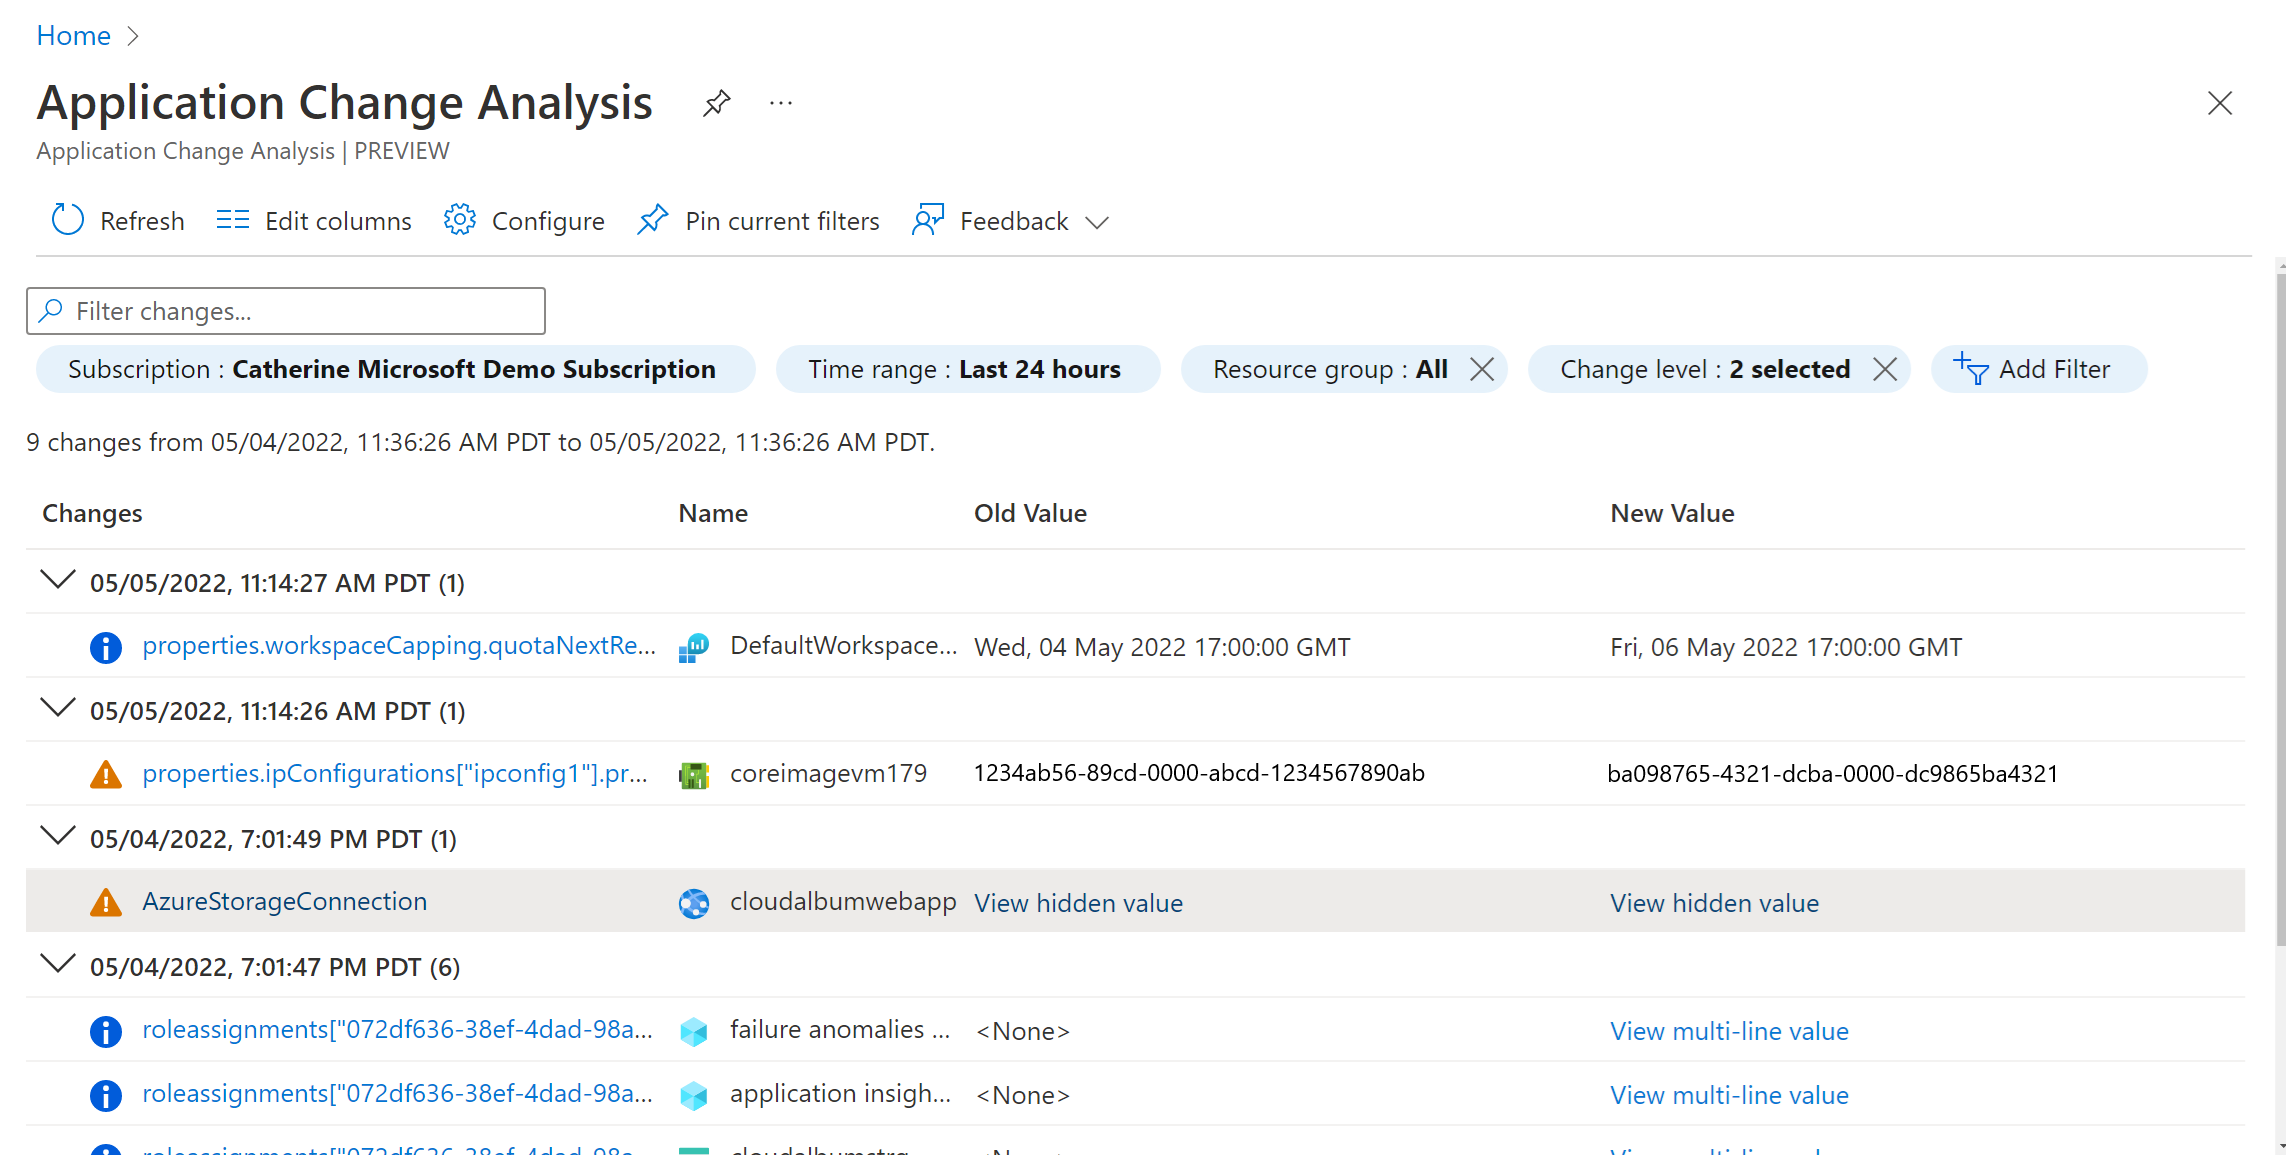 Home
Application Change Analysis ...
Application Change Analysis | PREVIEW
Refresh Edit columns Configure Pin current filters Feedback
Filter changes...
Subscription : Catherine Microsoft Demo Subscription Time range : Last 24 hours Resource group : All Change level : 2 selected Add Filter
9 changes from 05/04/2022, 11:36:26 AM PDT to 05/05/2022, 11:36:26 AM PDT.
Changes Name Old Value New Value
05/05/2022, 11:14:27 AM PDT (1)
properties.workspaceCapping.quotaNextRe... DefaultWorkspace... Wed, 04 May 2022 17:00:00 GMT Fri, 06 May 2022 17:00:00 GMT
05/05/2022, 11:14:26 AM PDT (1)
properties.ipConfigurations["ipconfig1"].pr... coreimagevm179 1234ab56-89cd-0000-abcd-1234567890ab ba098765-4321-dcba-0000-dc9865ba4321
05/04/2022, 7:01:49 PM PDT (1)
AzureStorageConnection cloudalbumwebapp View hidden value View hidden value
05/04/2022, 7:01:47 PM PDT (6)
roleassignments["072df636-38ef-4dad-98a... failure anomalies ... <None> View multi-line value
roleassignments["072df636-38ef-4dad-98a... application insigh... <None> View multi-line value